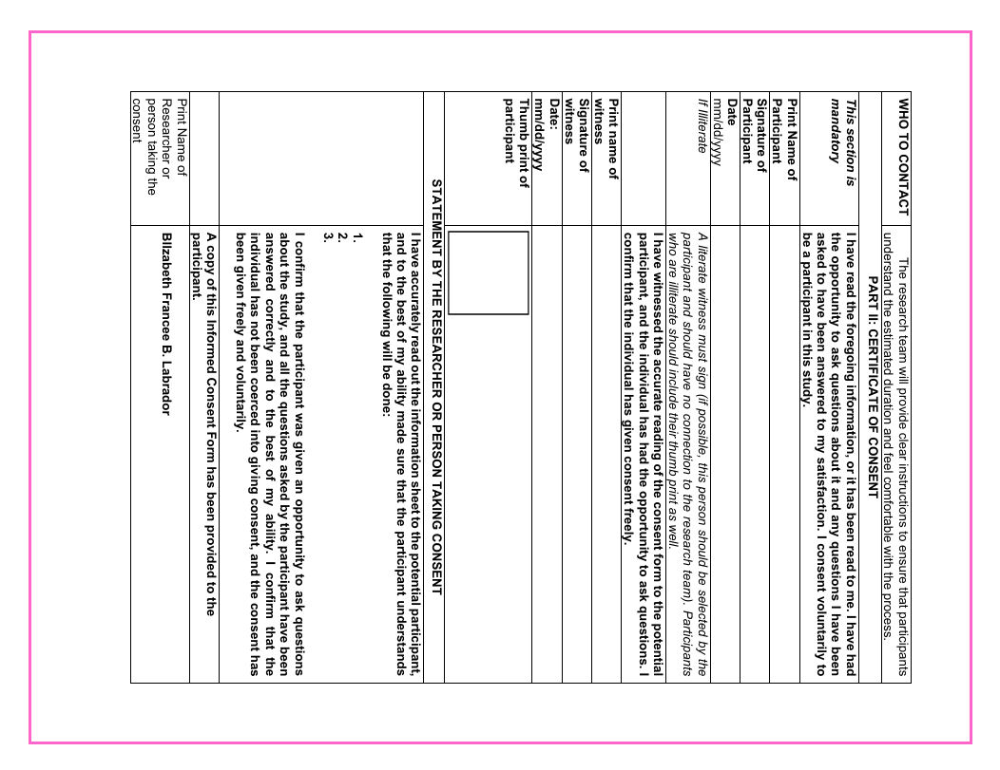 WHO TO CONTACT
The research team will provide clear instructions to ensure that participants
understand the estimated duration and feel comfortable with the process.
PART II: CERTIFICATE OF CONSENT
This section is
mandatory
I have read the foregoing information, or it has been read to me. I have had
the opportunity to ask questions about it and any questions I have been
asked to have been answered to my satisfaction. I consent voluntarily to
be a participant in this study.
Print Name of
Participant
Signature of
Participant
Date
mm/dd/yyyy
If Illiterate
A literate witness must sign (if possible, this person should be selected by the
participant and should have no connection to the research team). Participants
who are illiterate should include their thumb print as well.
I have witnessed the accurate reading of the consent form to the potential
participant, and the individual has had the opportunity to ask questions. I
confirm that the individual has given consent freely.
Print name of
witness
Signature of
witness
Date:
mm/dd/yyyy
Thumb print of
participant
STATEMENT BY THE RESEARCHER OR PERSON TAKING CONSENT
I have accurately read out the information sheet to the potential participant,
and to the best of my ability made sure that the participant understands
that the following will be done:
1.
2.
3.
I confirm that the participant was given an opportunity to ask questions
about the study, and all the questions asked by the participant have been
answered correctly and to the best of my ability. I confirm that the
individual has not been coerced into giving consent, and the consent has
been given freely and voluntarily.
A copy of this Informed Consent Form has been provided to the
participant.
Print Name of
Researcher or
person taking the
consent
Blizabeth Francee B. Labrador